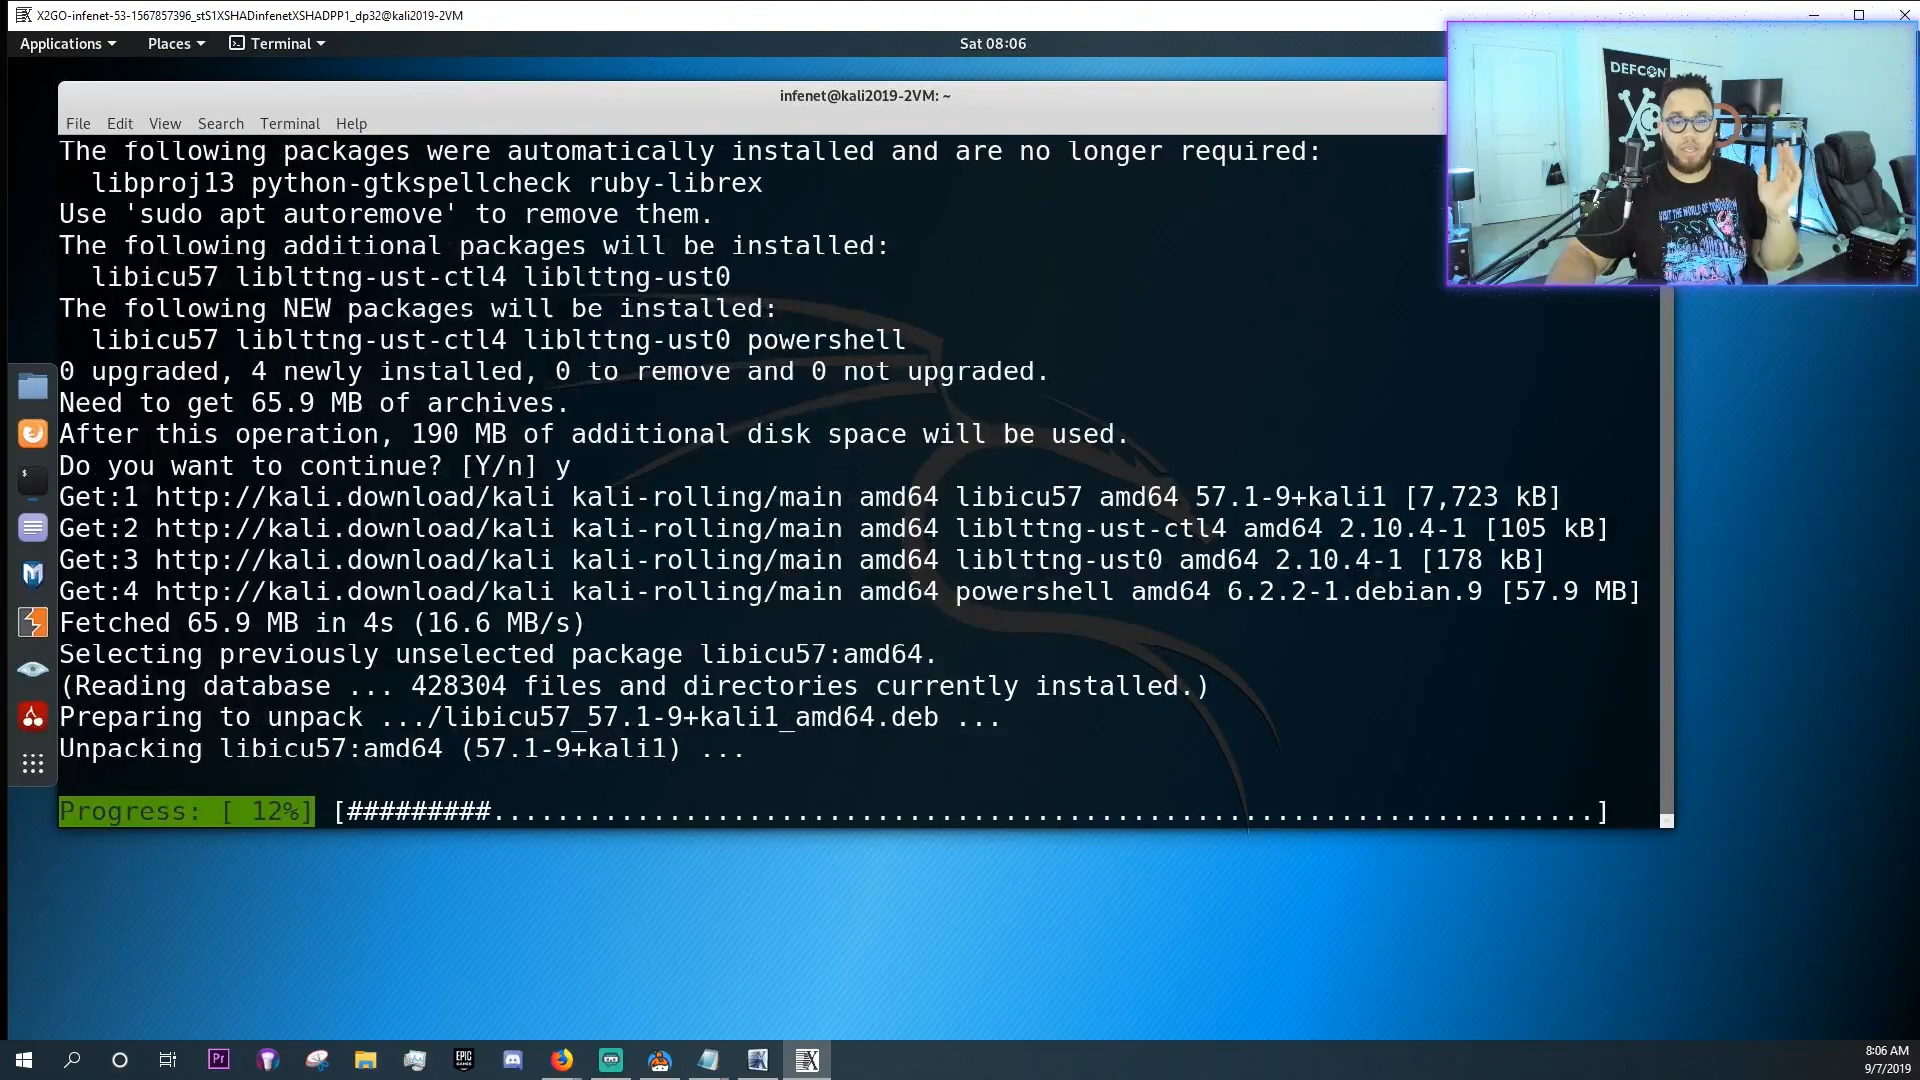 X2GO-infenet-53-1567857396_stS1XSHADinfenetXSHADPP1_dp32@kali2019-2VM
Applications Places Terminal Sat 08:06
infenet@kali2019-2VM: ~
File Edit View Search Terminal Help
The following packages were automatically installed and are no longer required:
libproj13 python-gtkspellcheck ruby-librex
Use 'sudo apt autoremove' to remove them.
The following additional packages will be installed:
libicu57 liblttng-ust-ctl4 liblttng-ust0
The following NEW packages will be installed:
libicu57 liblttng-ust-ctl4 liblttng-ust0 powershell
0 upgraded, 4 newly installed, 0 to remove and 0 not upgraded.
Need to get 65.9 MB of archives.
After this operation, 190 MB of additional disk space will be used.
Do you want to continue? [Y/n] y
Get:1 http://kali.download/kali kali-rolling/main amd64 libicu57 amd64 57.1-9+kali1 [7,723 kB]
Get:2 http://kali.download/kali kali-rolling/main amd64 liblttng-ust-ctl4 amd64 2.10.4-1 [105 kB]
Get:3 http://kali.download/kali kali-rolling/main amd64 liblttng-ust0 amd64 2.10.4-1 [178 kB]
Get:4 http://kali.download/kali kali-rolling/main amd64 powershell amd64 6.2.2-1.debian.9 [57.9 MB]
Fetched 65.9 MB in 4s (16.6 MB/s)
Selecting previously unselected package libicu57:amd64.
(Reading database ... 428304 files and directories currently installed.)
Preparing to unpack .../libicu57_57.1-9+kali1_amd64.deb ...
Unpacking libicu57:amd64 (57.1-9+kali1) ...
Progress: [ 12%] [#########.....................................................................]
DEFCON
VISIT THE WORLD OF TOMORROW
Pr
EPIC GAMES
8:06 AM
9/7/2019